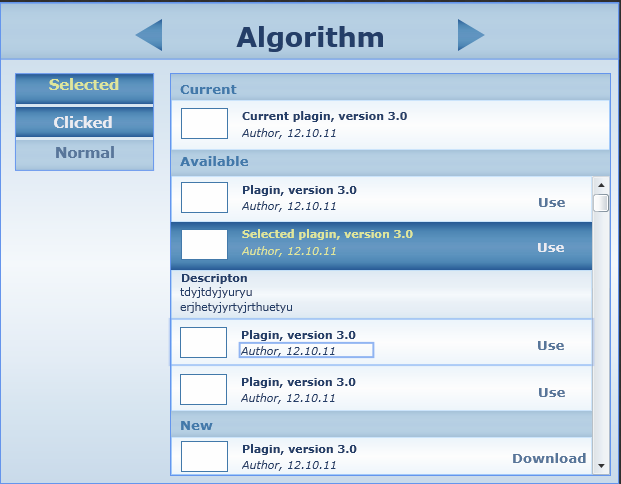 Algorithm
Selected
Clicked
Normal
Current
Current plagin, version 3.0
Author, 12.10.11
Available
Plagin, version 3.0
Author, 12.10.11
Use
Selected plagin, version 3.0
Author, 12.10.11
Use
Descripton
tdyjtdyjyuryu
erjhetyjyrtyjrthuetyu
Plagin, version 3.0
Author, 12.10.11
Use
Plagin, version 3.0
Author, 12.10.11
Use
New
Plagin, version 3.0
Author, 12.10.11
Download